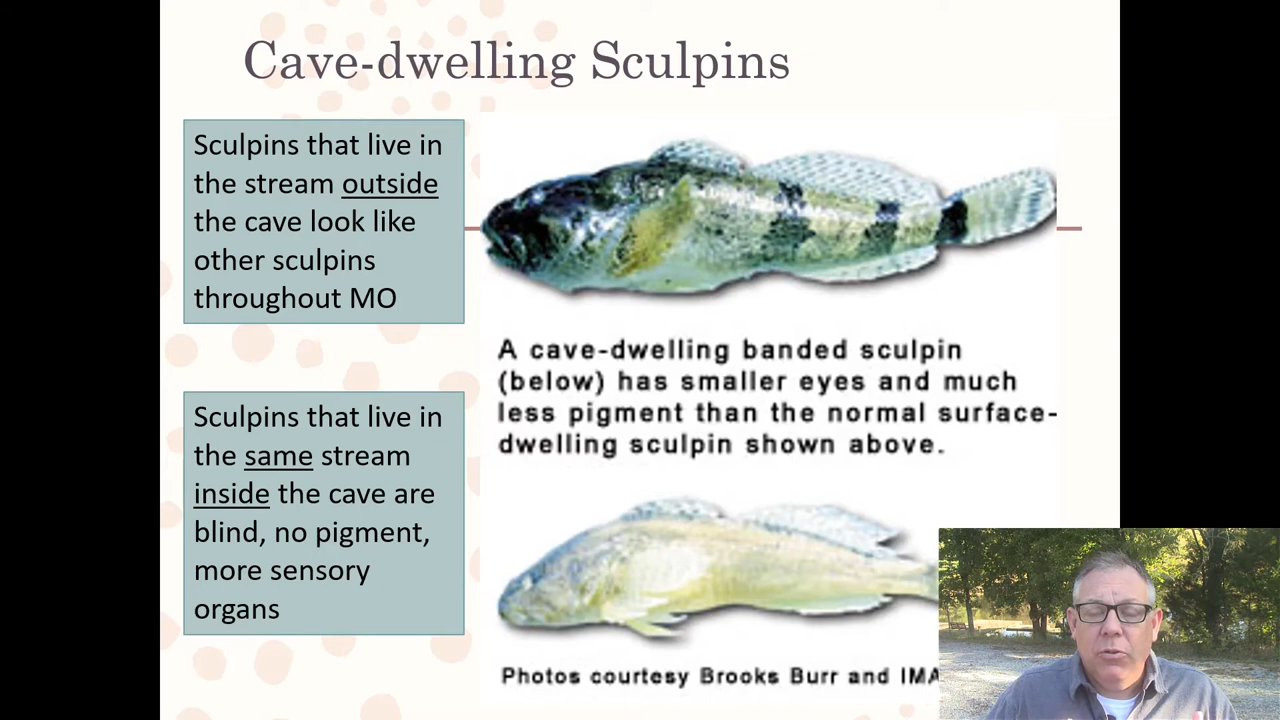 Cave-dwelling Sculpins
Sculpins that live in
the stream outside
the cave look like
other sculpins
throughout MO
A cave-dwelling banded sculpin
(below) has smaller eyes and much
less pigment than the normal surface-
dwelling sculpin shown above.
Sculpins that live in
the same stream
inside the cave are
blind, no pigment,
more sensory
organs
Photos courtesy Brooks Burr and IMA